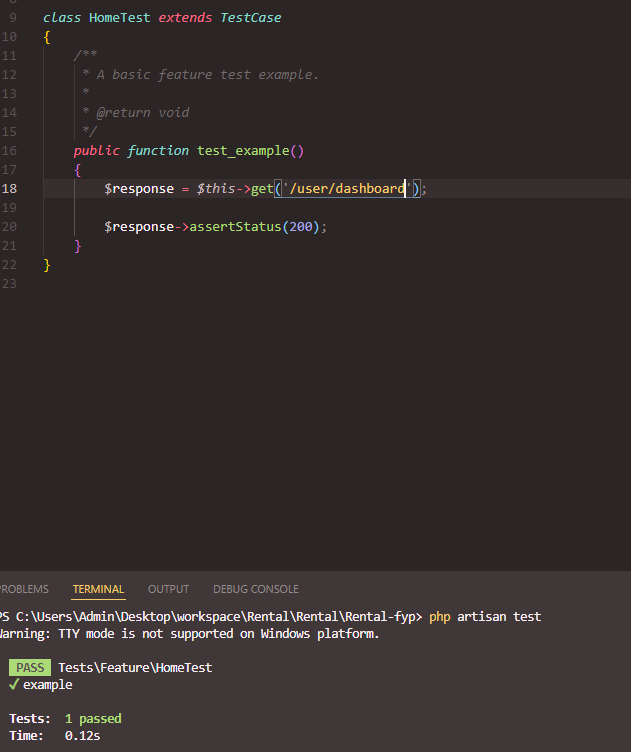 8
9 class HomeTest extends TestCase
10 {
11 /**
12 * A basic feature test example.
13 *
14 * @return void
15 */
16 public function test_example()
17 {
18 $response = $this->get('/user/dashboard');
19
20 $response->assertStatus(200);
21 }
22 }
23
PROBLEMS TERMINAL OUTPUT DEBUG CONSOLE
PS C:\Users\Admin\Desktop\workspace\Rental\Rental\Rental-fyp> php artisan test
Warning: TTY mode is not supported on Windows platform.
PASS Tests\Feature\HomeTest
✓ example
Tests: 1 passed
Time: 0.12s